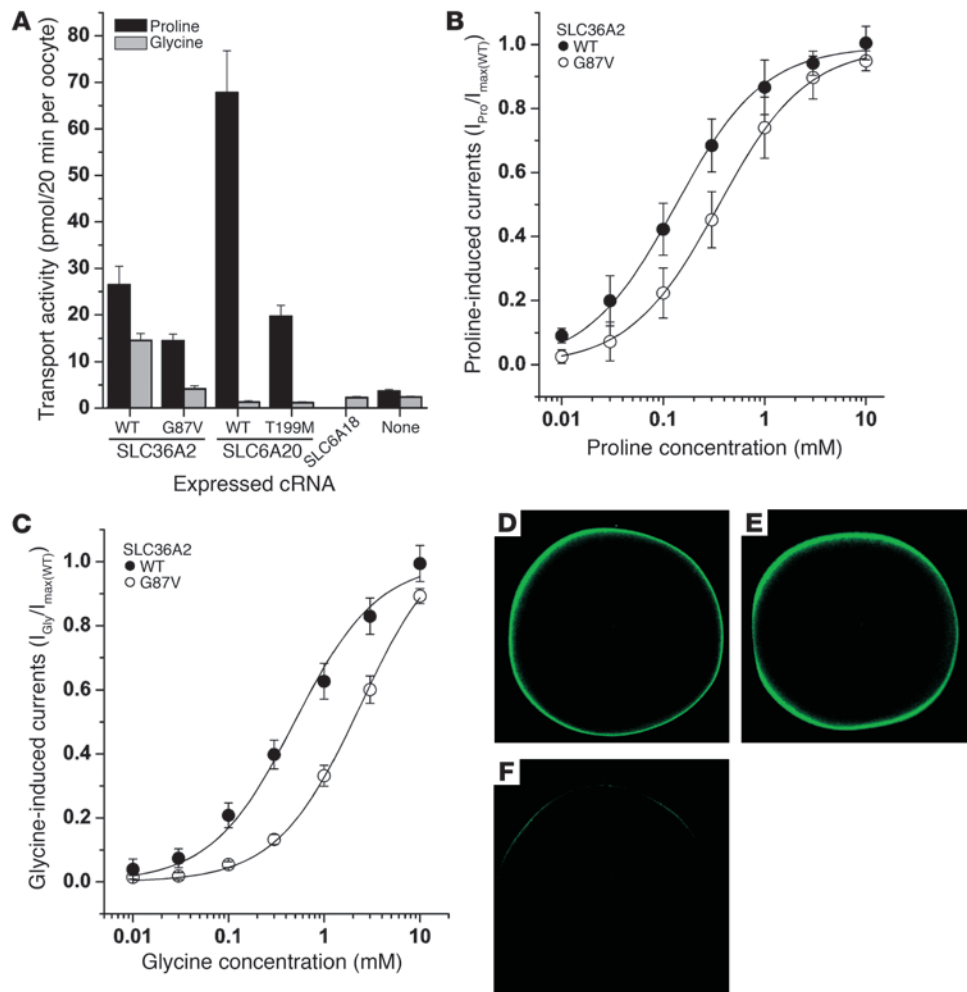 A
Proline
Glycine
Transport activity (pmol/20 min per oocyte)
80
70
60
50
40
30
20
10
0
WT G87V WT T199M SLC6A18 None
SLC36A2 SLC6A20
Expressed cRNA
B
SLC36A2
WT
G87V
Proline-induced currents (I_Pro/I_max(WT))
1.0
0.8
0.6
0.4
0.2
0.0
0.01 0.1 1 10
Proline concentration (mM)
C
SLC36A2
WT
G87V
Glycine-induced currents (I_Gly/I_max(WT))
1.0
0.8
0.6
0.4
0.2
0.0
0.01 0.1 1 10
Glycine concentration (mM)
D
E
F